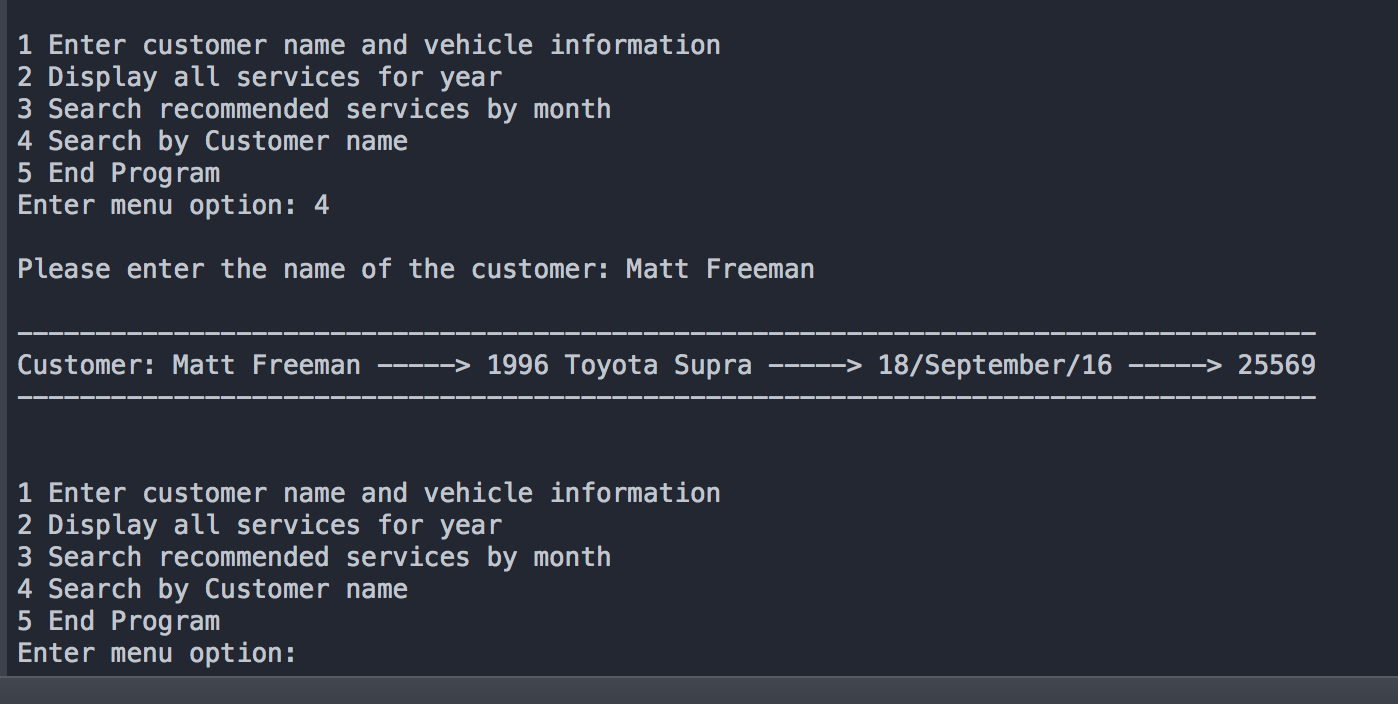 1 Enter customer name and vehicle information
2 Display all services for year
3 Search recommended services by month
4 Search by Customer name
5 End Program
Enter menu option: 4
Please enter the name of the customer: Matt Freeman
-----------------------------------------------------------------------------------
Customer: Matt Freeman -----> 1996 Toyota Supra -----> 18/September/16 -----> 25569
-----------------------------------------------------------------------------------
1 Enter customer name and vehicle information
2 Display all services for year
3 Search recommended services by month
4 Search by Customer name
5 End Program
Enter menu option: